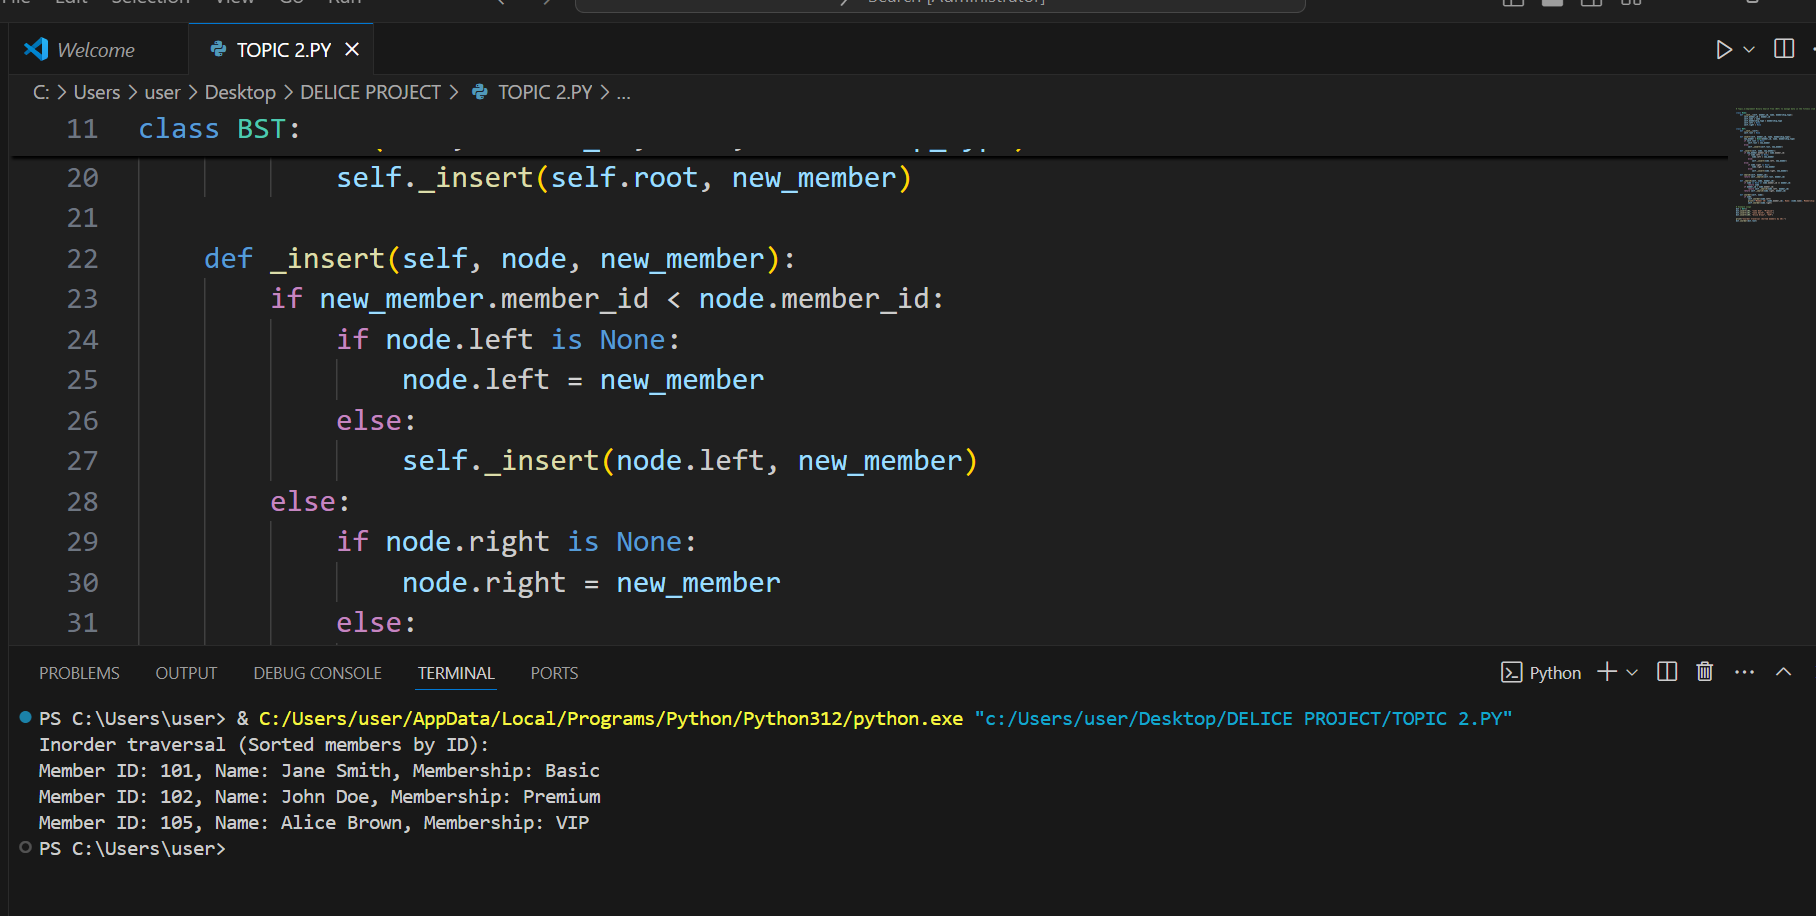 Edit Selection View Go Run
Search [Administrator]
Welcome
TOPIC 2.PY
C: > Users > user > Desktop > DELICE PROJECT > TOPIC 2.PY > ...
11 class BST:
20 self._insert(self.root, new_member)
21
22 def _insert(self, node, new_member):
23 if new_member.member_id < node.member_id:
24 if node.left is None:
25 node.left = new_member
26 else:
27 self._insert(node.left, new_member)
28 else:
29 if node.right is None:
30 node.right = new_member
31 else:
PROBLEMS OUTPUT DEBUG CONSOLE TERMINAL PORTS
Python
PS C:\Users\user> & C:/Users/user/AppData/Local/Programs/Python/Python312/python.exe "c:/Users/user/Desktop/DELICE PROJECT/TOPIC 2.PY"
Inorder traversal (Sorted members by ID):
Member ID: 101, Name: Jane Smith, Membership: Basic
Member ID: 102, Name: John Doe, Membership: Premium
Member ID: 105, Name: Alice Brown, Membership: VIP
PS C:\Users\user>